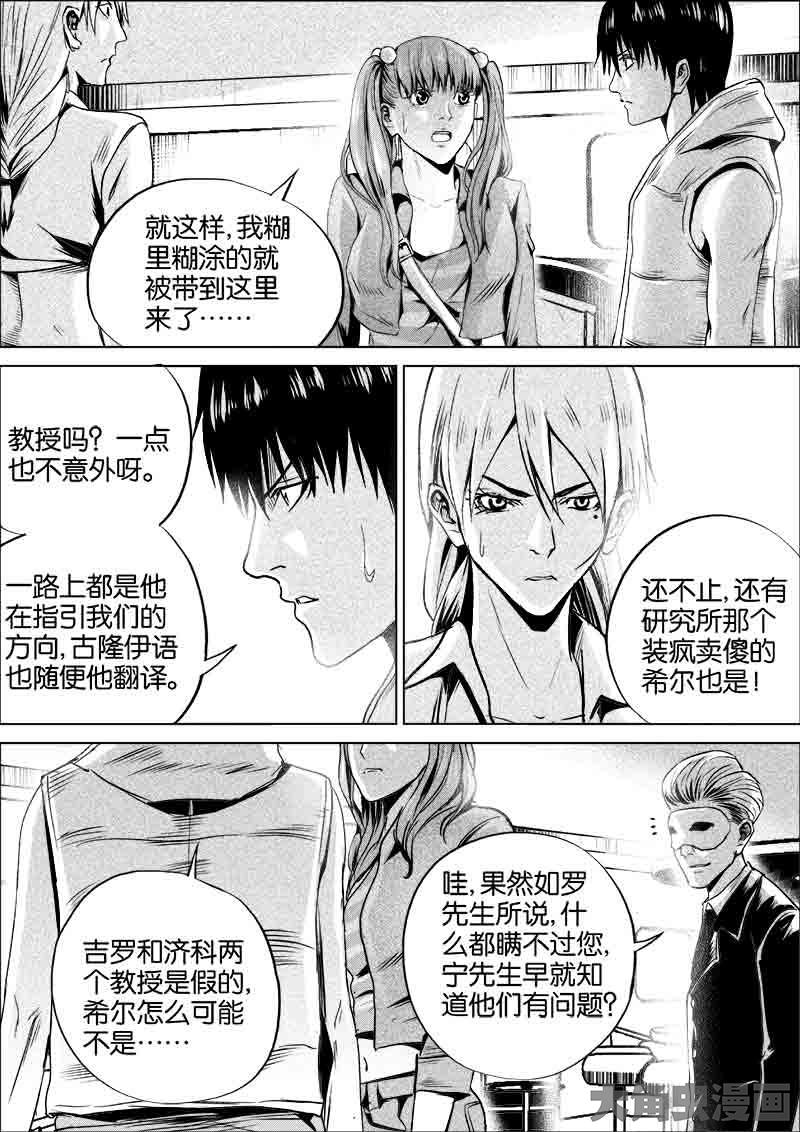 就这样,我糊
里糊涂的就
被带到这里
来了……
教授吗？一点
也不意外呀。
一路上都是他
在指引我们的
方向,古隆伊语
也随便他翻译。
还不止,还有
研究所那个
装疯卖傻的
希尔也是！
吉罗和济科两
个教授是假的,
希尔怎么可能
不是……
哇,果然如罗
先生所说,什
么都瞒不过您,
宁先生早就知
道他们有问题？
大角虫漫画